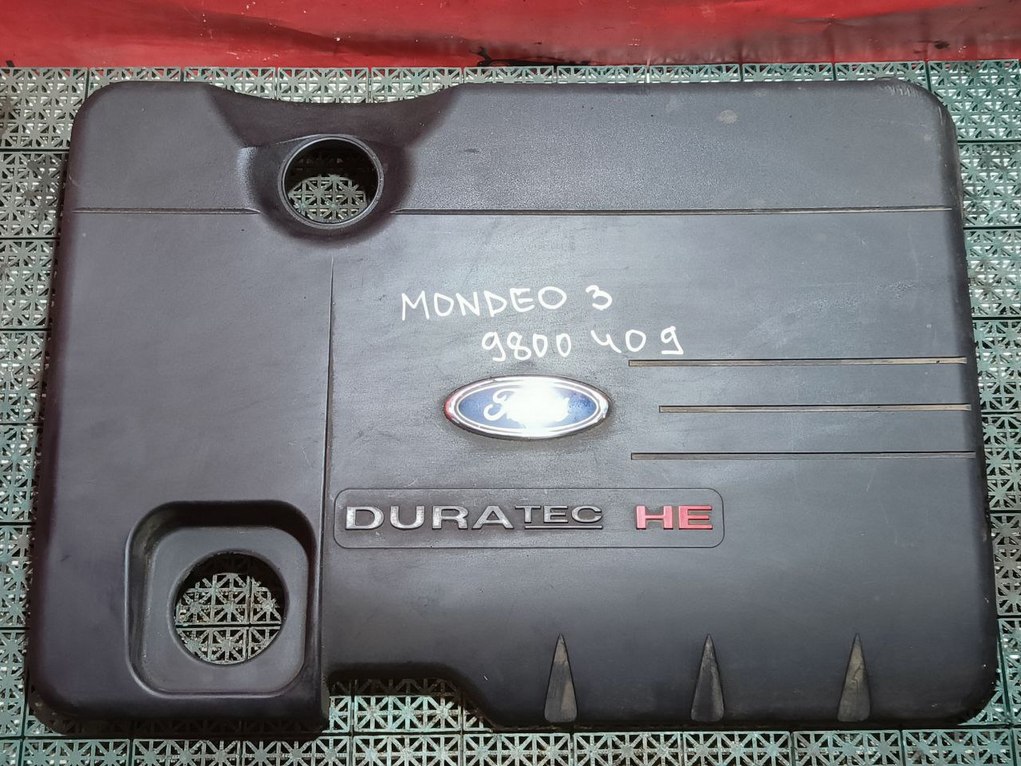 MONDEO 3
9800 409
Ford
DURATEC HE